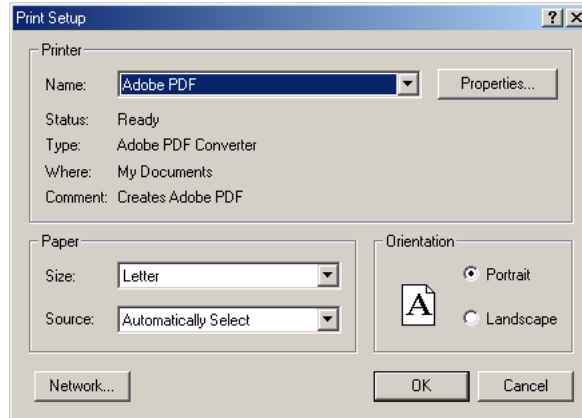 Print Setup
Printer
Name: Adobe PDF Properties...
Status: Ready
Type: Adobe PDF Converter
Where: My Documents
Comment: Creates Adobe PDF
Paper
Size: Letter
Source: Automatically Select
Orientation
A
Portrait
Landscape
Network... OK Cancel